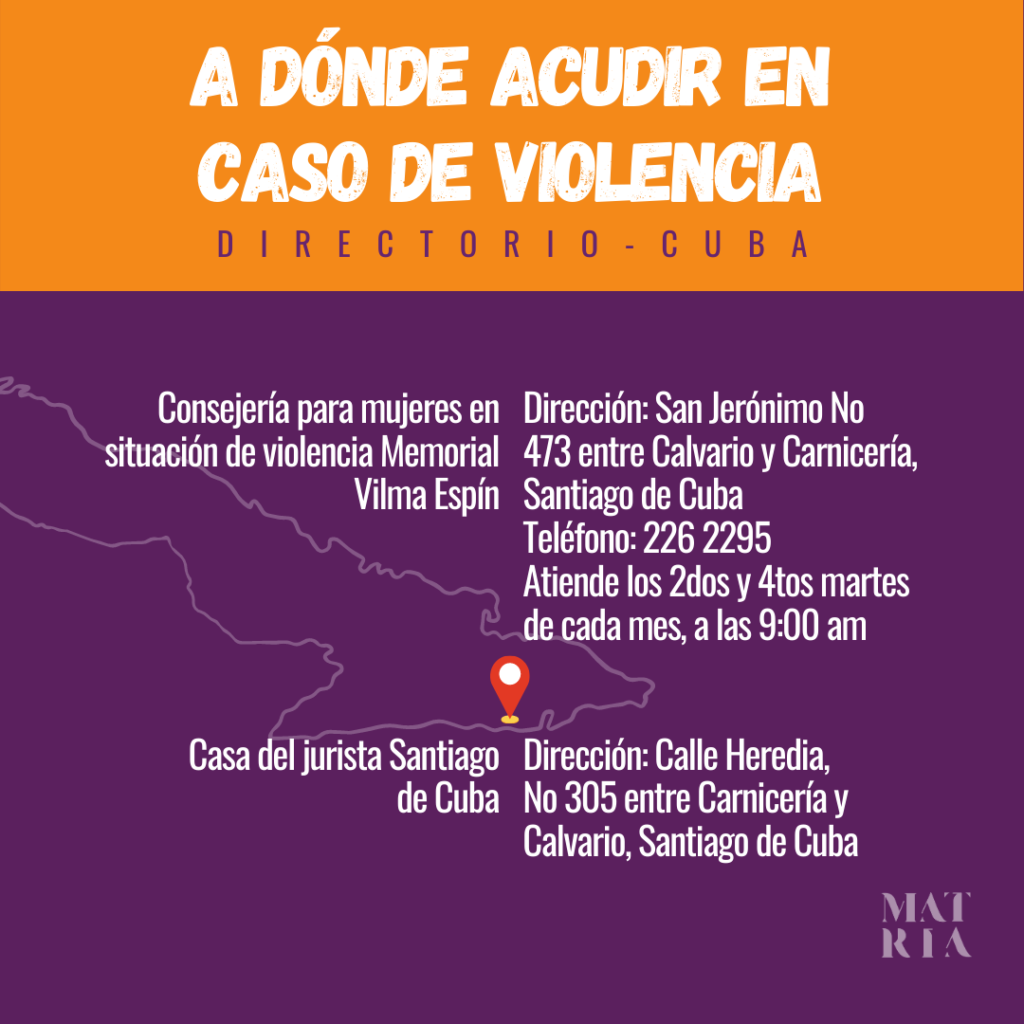 A DÓNDE ACUDIR EN
CASO DE VIOLENCIA
DIRECTORIO-CUBA
Consejería para mujeres en
situación de violencia Memorial
Vilma Espín
Dirección: San Jerónimo No
473 entre Calvario y Carnicería,
Santiago de Cuba
Teléfono: 226 2295
Atiende los 2dos y 4tos martes
de cada mes, a las 9:00 am
Casa del jurista Santiago
de Cuba
Dirección: Calle Heredia,
No 305 entre Carnicería y
Calvario, Santiago de Cuba
MAT
RIA